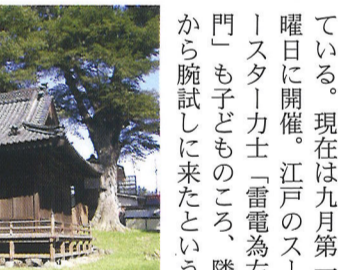 ている。現在は九月第一
曜日に開催。江戸のスー
ースター力士「雷電為右
門」も子どものころ、隣
から腕試しに来たという